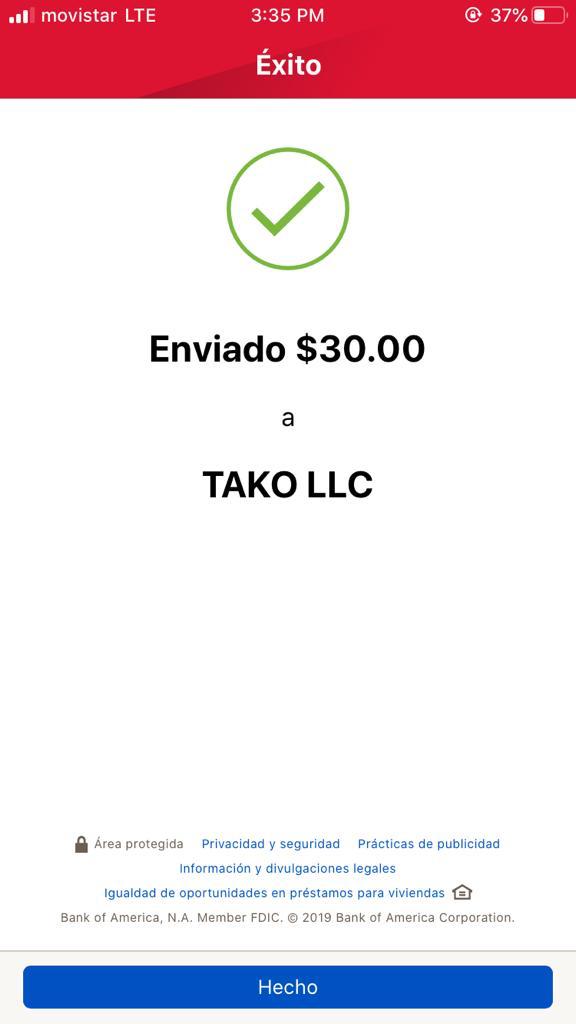 movistar LTE 3:35 PM 37%
Éxito
Enviado $30.00
a
TAKO LLC
Área protegida Privacidad y seguridad Prácticas de publicidad
Información y divulgaciones legales
Igualdad de oportunidades en préstamos para viviendas
Bank of America, N.A. Member FDIC. © 2019 Bank of America Corporation.
Hecho